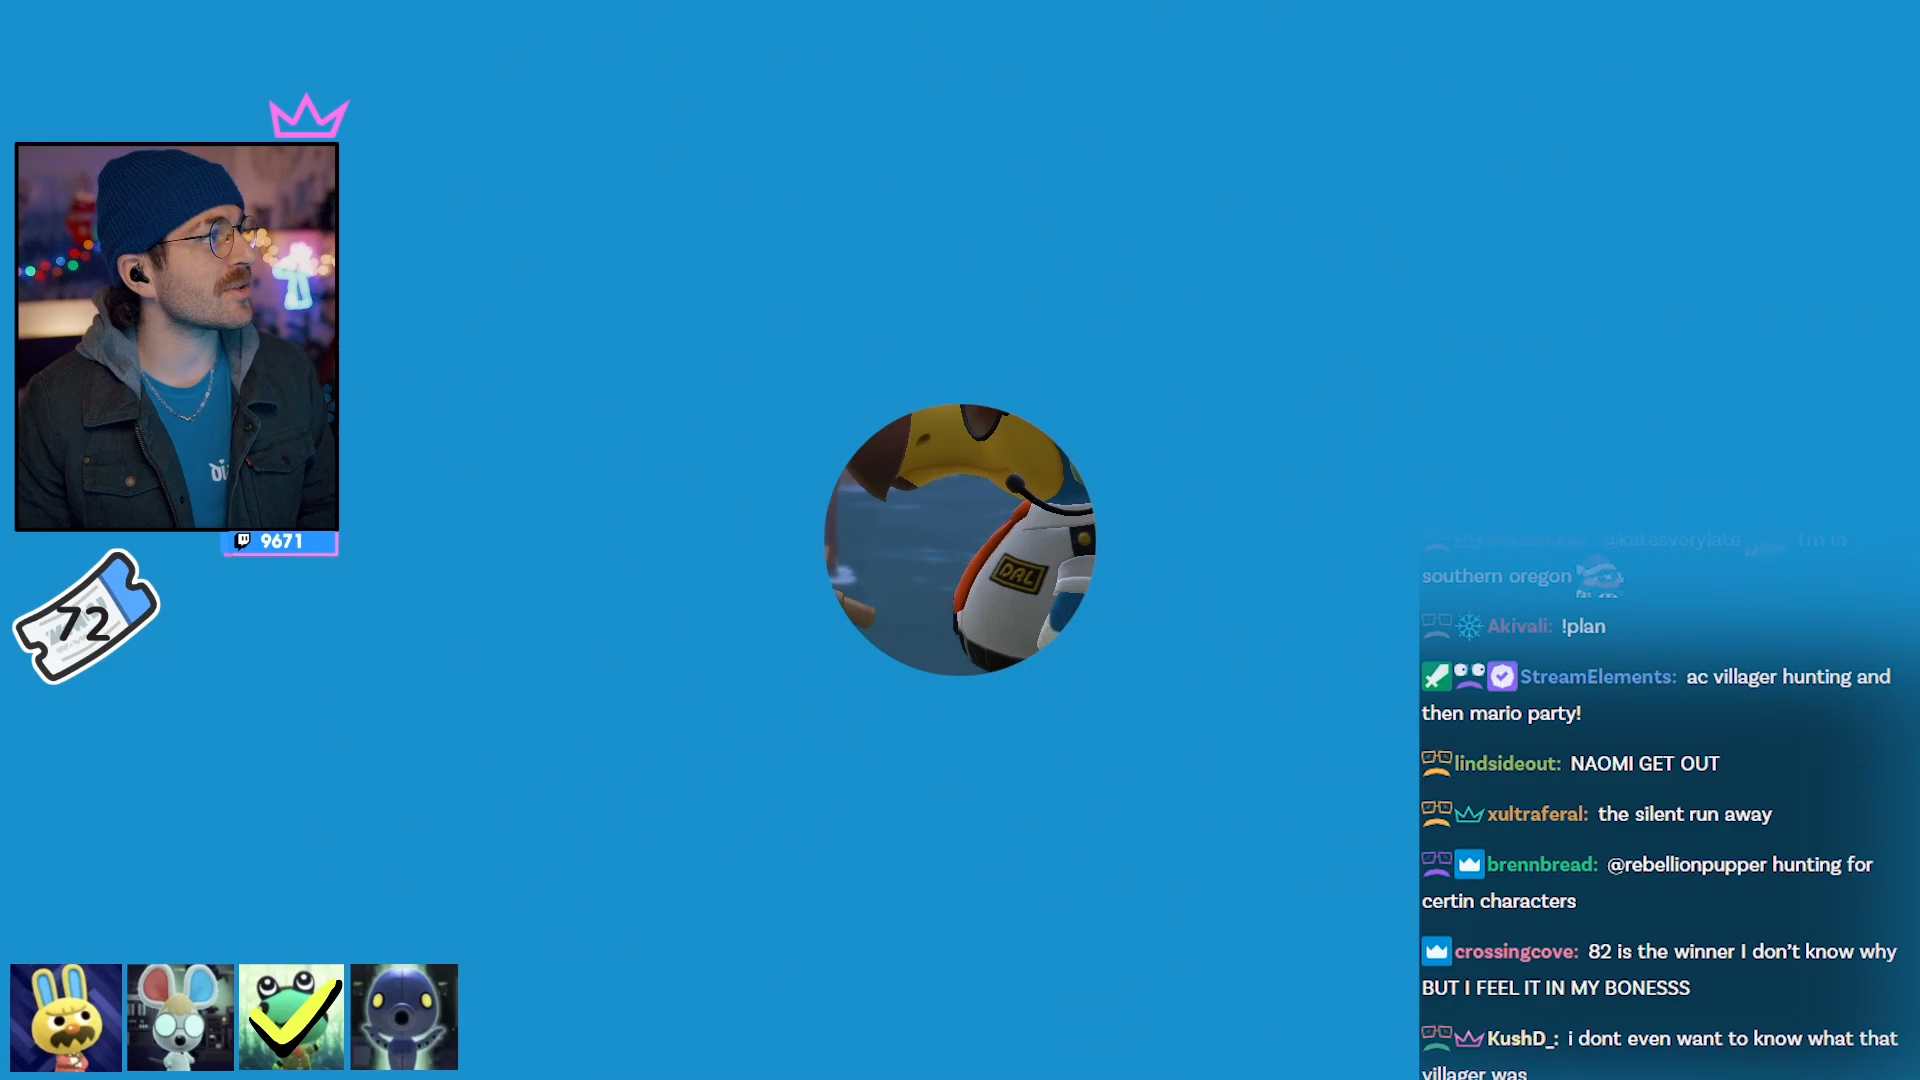 9671
72
DAL
@katesverylate I'm in
southern oregon
Akivali: !plan
StreamElements: ac villager hunting and
then mario party!
lindsideout: NAOMI GET OUT
xultraferal: the silent run away
brennbread: @rebellionpupper hunting for
certin characters
crossingcove: 82 is the winner I don't know why
BUT I FEEL IT IN MY BONESSS
KushD_: i dont even want to know what that
villager was